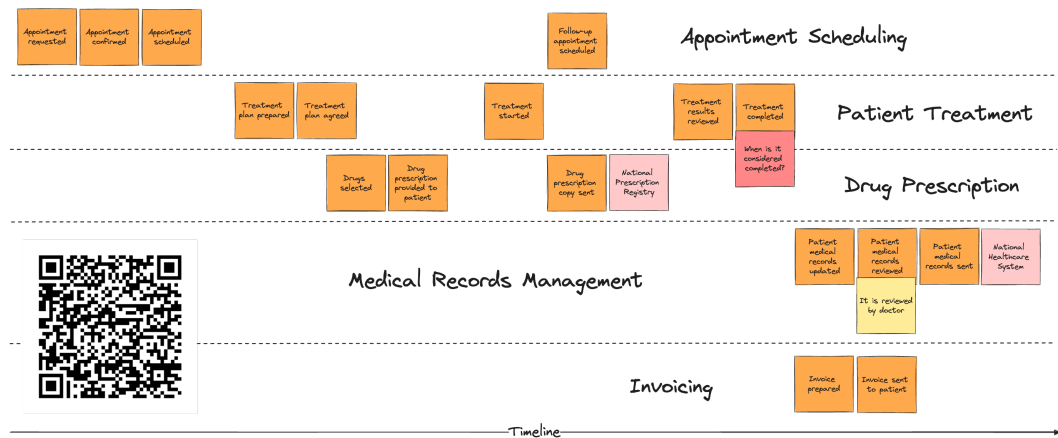 Appointment
requested
Appointment
confirmed
Appointment
scheduled
Follow-up
appointment
scheduled
Appointment Scheduling
Treatment
plan prepared
Treatment
plan agreed
Treatment
started
Treatment
results
reviewed
Treatment
completed
Patient Treatment
When is it
considered
completed?
Drugs
selected
Drug
prescription
provided to
patient
Drug
prescription
copy sent
National
Prescription
Registry
Drug Prescription
Medical Records Management
Patient
medical
records
updated
Patient
medical
records
reviewed
Patient
medical
records sent
National
Healthcare
System
It is reviewed
by doctor
Invoicing
Invoice
prepared
Invoice sent
to patient
Timeline